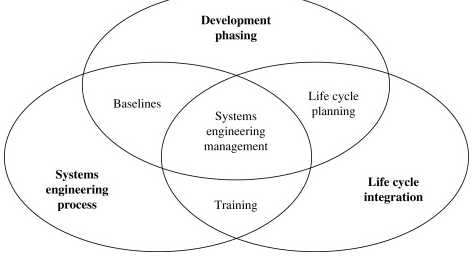 Development
phasing
Baselines
Life cycle
planning
Systems
engineering
management
Systems
engineering
process
Life cycle
integration
Training